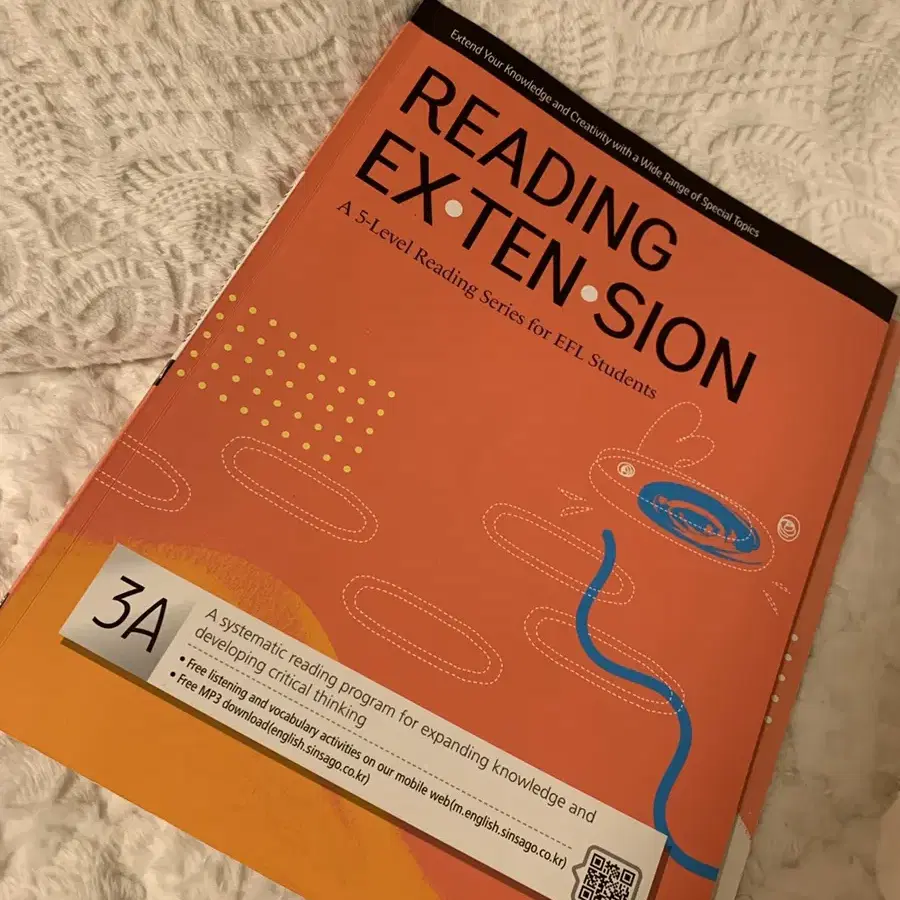 Extend Your Knowledge and Creativity with a Wide Range of Special Topics
READING
EX•TEN•SION
A 5-Level Reading Series for EFL Students
3A
A systematic reading program for expanding knowledge and
developing critical thinking
• Free listening and vocabulary activities on our mobile web(m.english.sinsago.co.kr)
• Free MP3 download(english.sinsago.co.kr)